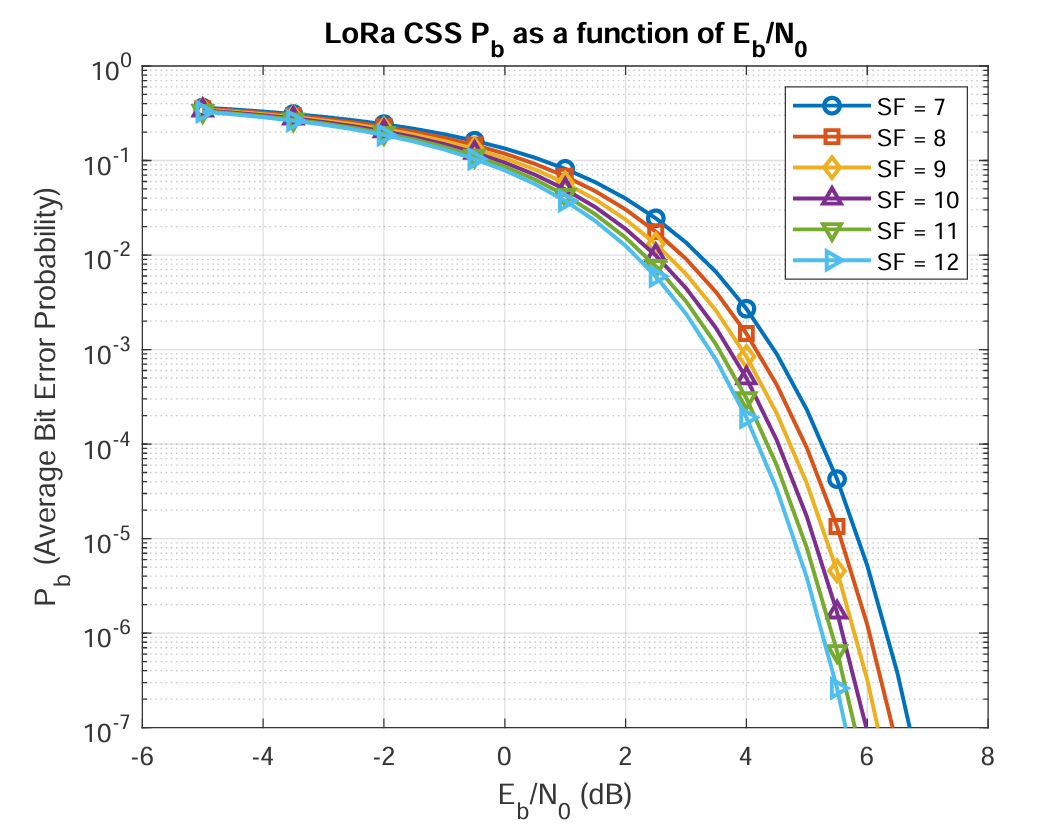 LoRa CSS P_b as a function of E_b/N_0
10^0
10^-1
10^-2
10^-3
10^-4
10^-5
10^-6
10^-7
P_b (Average Bit Error Probability)
SF = 7
SF = 8
SF = 9
SF = 10
SF = 11
SF = 12
-6 -4 -2 0 2 4 6 8
E_b/N_0 (dB)